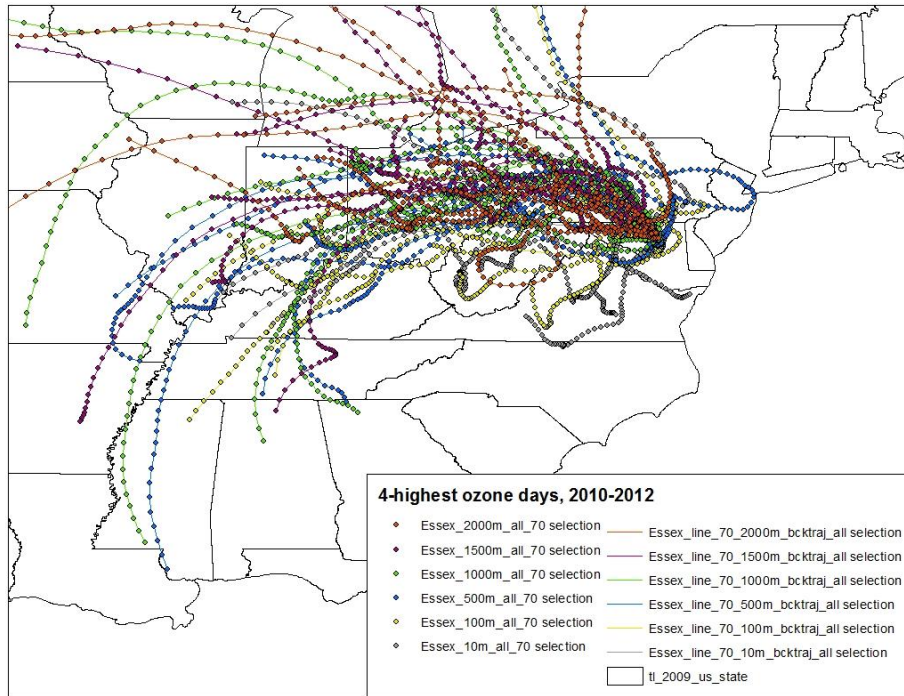 4-highest ozone days, 2010-2012
Essex_2000m_all_70 selection
Essex_1500m_all_70 selection
Essex_1000m_all_70 selection
Essex_500m_all_70 selection
Essex_100m_all_70 selection
Essex_10m_all_70 selection
Essex_line_70_2000m_bcktraj_all selection
Essex_line_70_1500m_bcktraj_all selection
Essex_line_70_1000m_bcktraj_all selection
Essex_line_70_500m_bcktraj_all selection
Essex_line_70_100m_bcktraj_all selection
Essex_line_70_10m_bcktraj_all selection
tl_2009_us_state